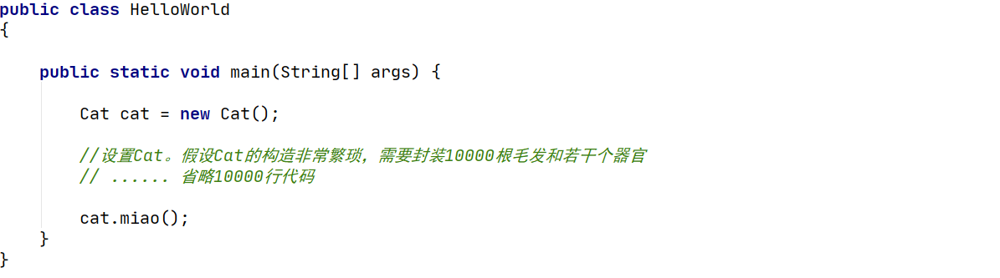 public class HelloWorld
{
public static void main(String[] args) {
Cat cat = new Cat();
//设置Cat。假设Cat的构造非常繁琐，需要封装10000根毛发和若干个器官
// ...... 省略10000行代码
cat.miao();
}
}